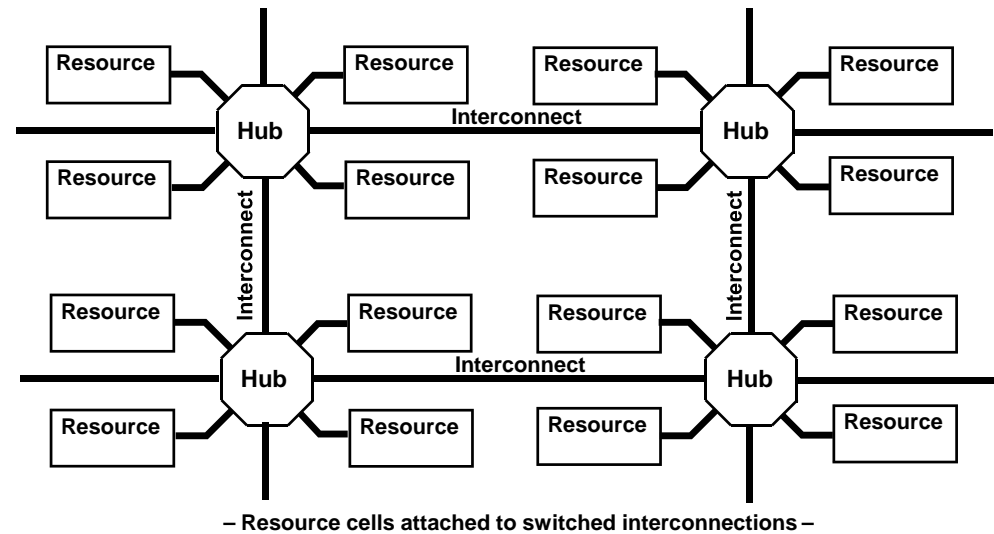 Resource
Resource
Resource
Resource
Interconnect
Hub
Hub
Resource
Resource
Resource
Resource
Interconnect
Interconnect
Resource
Resource
Resource
Resource
Interconnect
Hub
Hub
Resource
Resource
Resource
Resource
– Resource cells attached to switched interconnections –